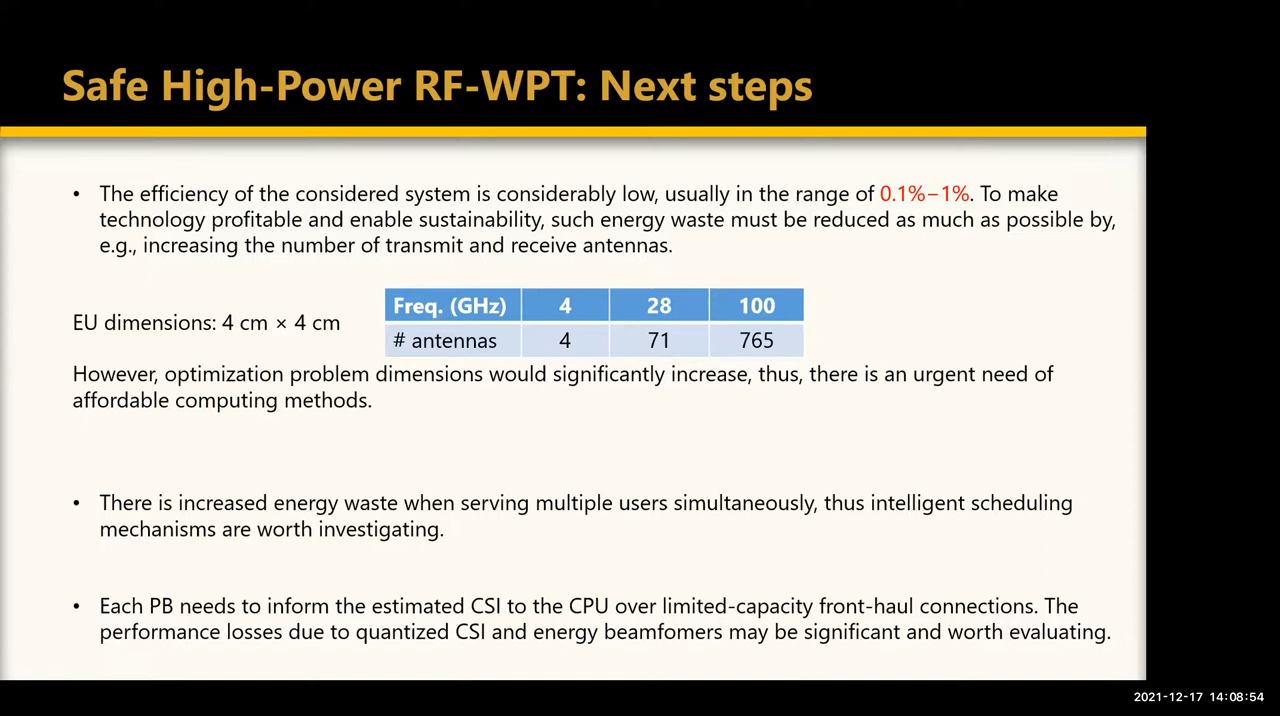 Safe High-Power RF-WPT: Next steps
• The efficiency of the considered system is considerably low, usually in the range of 0.1%–1%. To make
technology profitable and enable sustainability, such energy waste must be reduced as much as possible by,
e.g., increasing the number of transmit and receive antennas.
EU dimensions: 4 cm × 4 cm
Freq. (GHz) 4 28 100
# antennas 4 71 765
However, optimization problem dimensions would significantly increase, thus, there is an urgent need of
affordable computing methods.
• There is increased energy waste when serving multiple users simultaneously, thus intelligent scheduling
mechanisms are worth investigating.
• Each PB needs to inform the estimated CSI to the CPU over limited-capacity front-haul connections. The
performance losses due to quantized CSI and energy beamfomers may be significant and worth evaluating.
2021-12-17 14:08:54